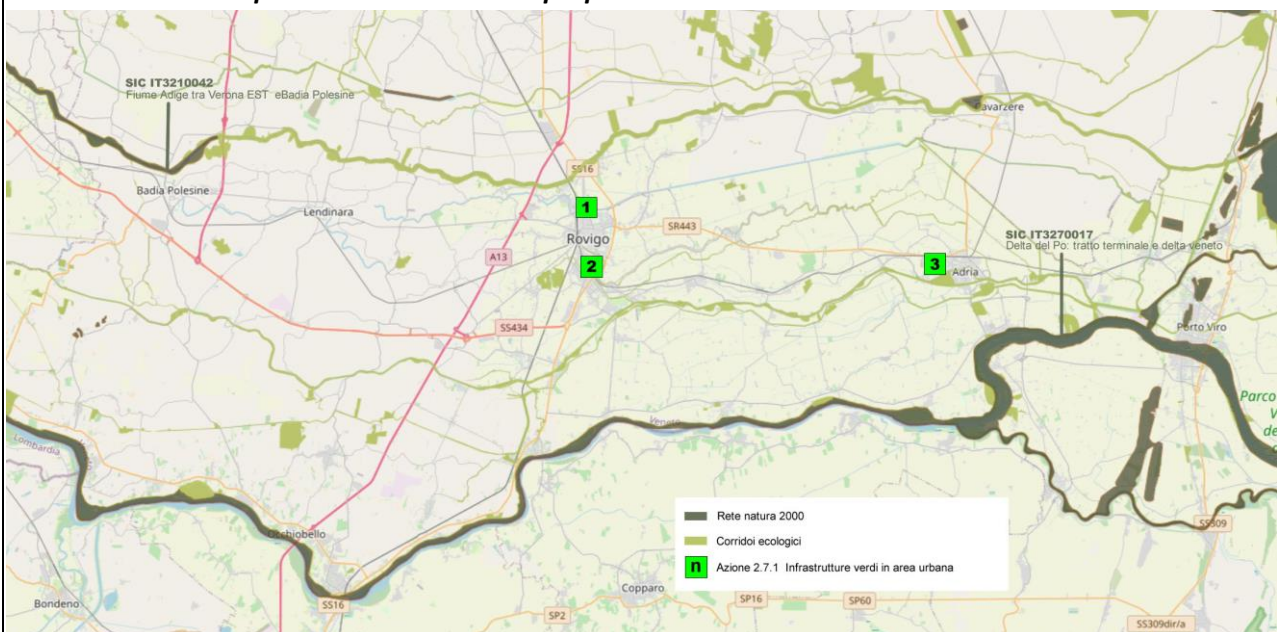 SIC IT3210042
Fiume Adige tra Verona EST eBadia Polesine
Cavarzere
SS16
Badia Polesine
1
Lendinara
SR443
Rovigo
SIC IT3270017
Delta del Po: tratto terminale e delta veneto
A13
2
3
Adria
SS434
Porto Viro
Parco
V
de
Veneto
Lombardia
Occhiobello
SS309
Rete natura 2000
Corridoi ecologici
n Azione 2.7.1 Infrastrutture verdi in area urbana
Copparo
Bondeno
SS16
SP2
SP16
SP60
SS309dir/a